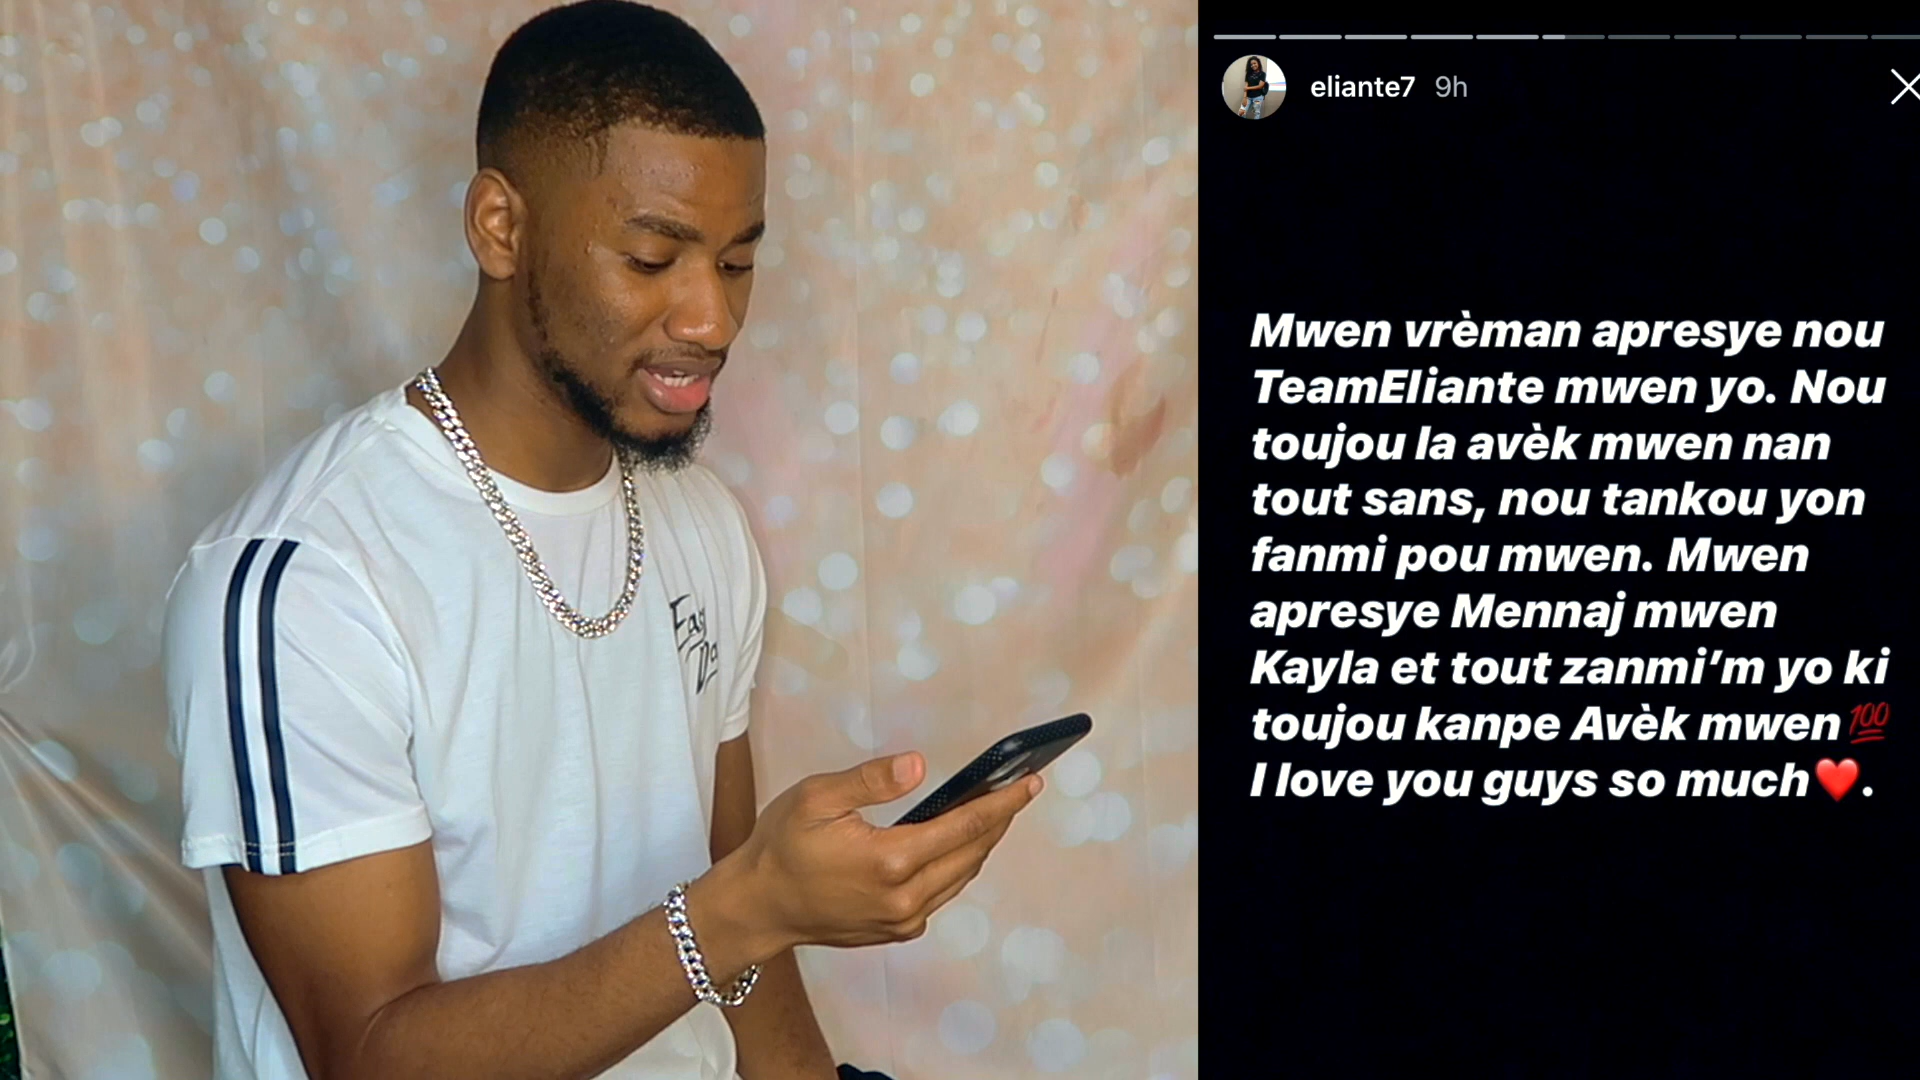 eliante7 9h
Mwen vrèman apresye nou
TeamEliante mwen yo. Nou
toujou la avèk mwen nan
tout sans, nou tankou yon
fanmi pou mwen. Mwen
apresye Mennaj mwen
Kayla et tout zanmi’m yo ki
toujou kanpe Avèk mwen💯
I love you guys so much❤️.